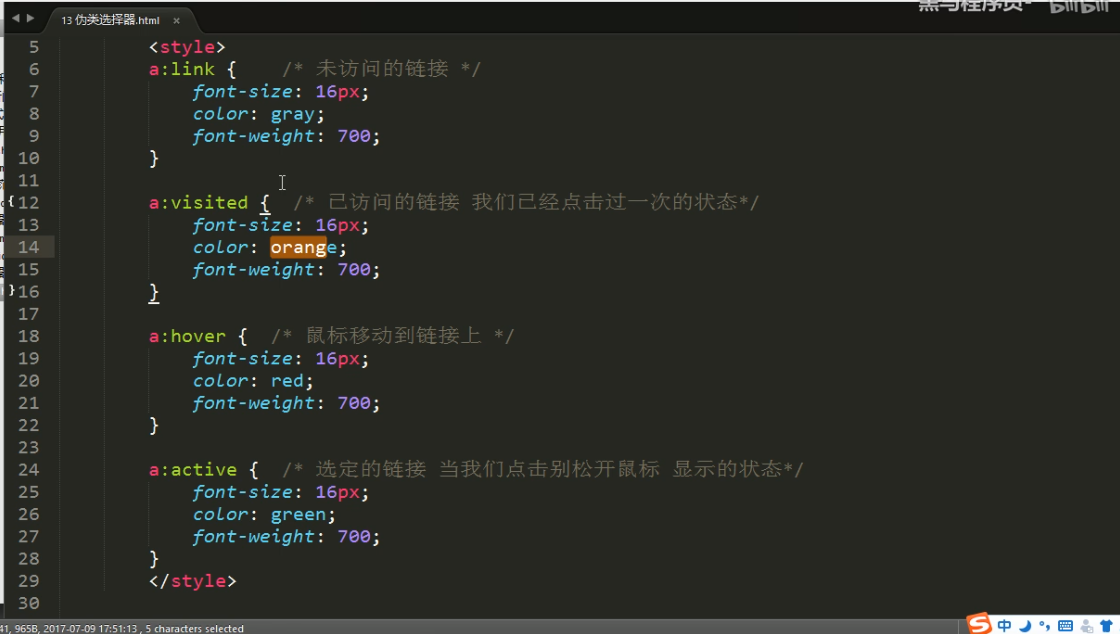 13 伪类选择器.html ×
黑马程序员- bilibili
5 <style>
6 a:link { /* 未访问的链接 */
7 font-size: 16px;
8 color: gray;
9 font-weight: 700;
10 }
11
12 a:visited { /* 已访问的链接 我们已经点击过一次的状态*/
13 font-size: 16px;
14 color: orange;
15 font-weight: 700;
16 }
17
18 a:hover { /* 鼠标移动到链接上 */
19 font-size: 16px;
20 color: red;
21 font-weight: 700;
22 }
23
24 a:active { /* 选定的链接 当我们点击别松开鼠标 显示的状态*/
25 font-size: 16px;
26 color: green;
27 font-weight: 700;
28 }
29 </style>
30
41, 965B, 2017-07-09 17:51:13 , 5 characters selected
S 中